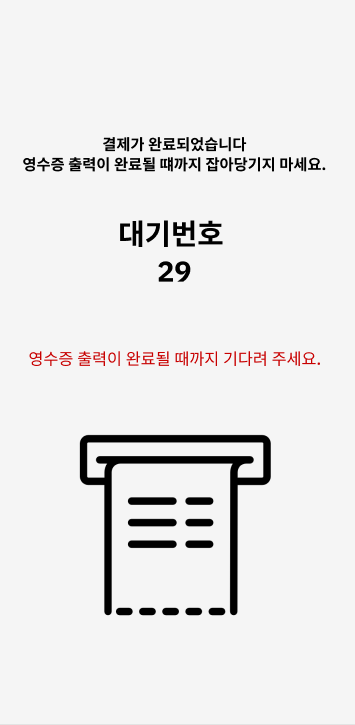 결제가 완료되었습니다
영수증 출력이 완료될 떄까지 잡아당기지 마세요.
대기번호
29
영수증 출력이 완료될 때까지 기다려 주세요.